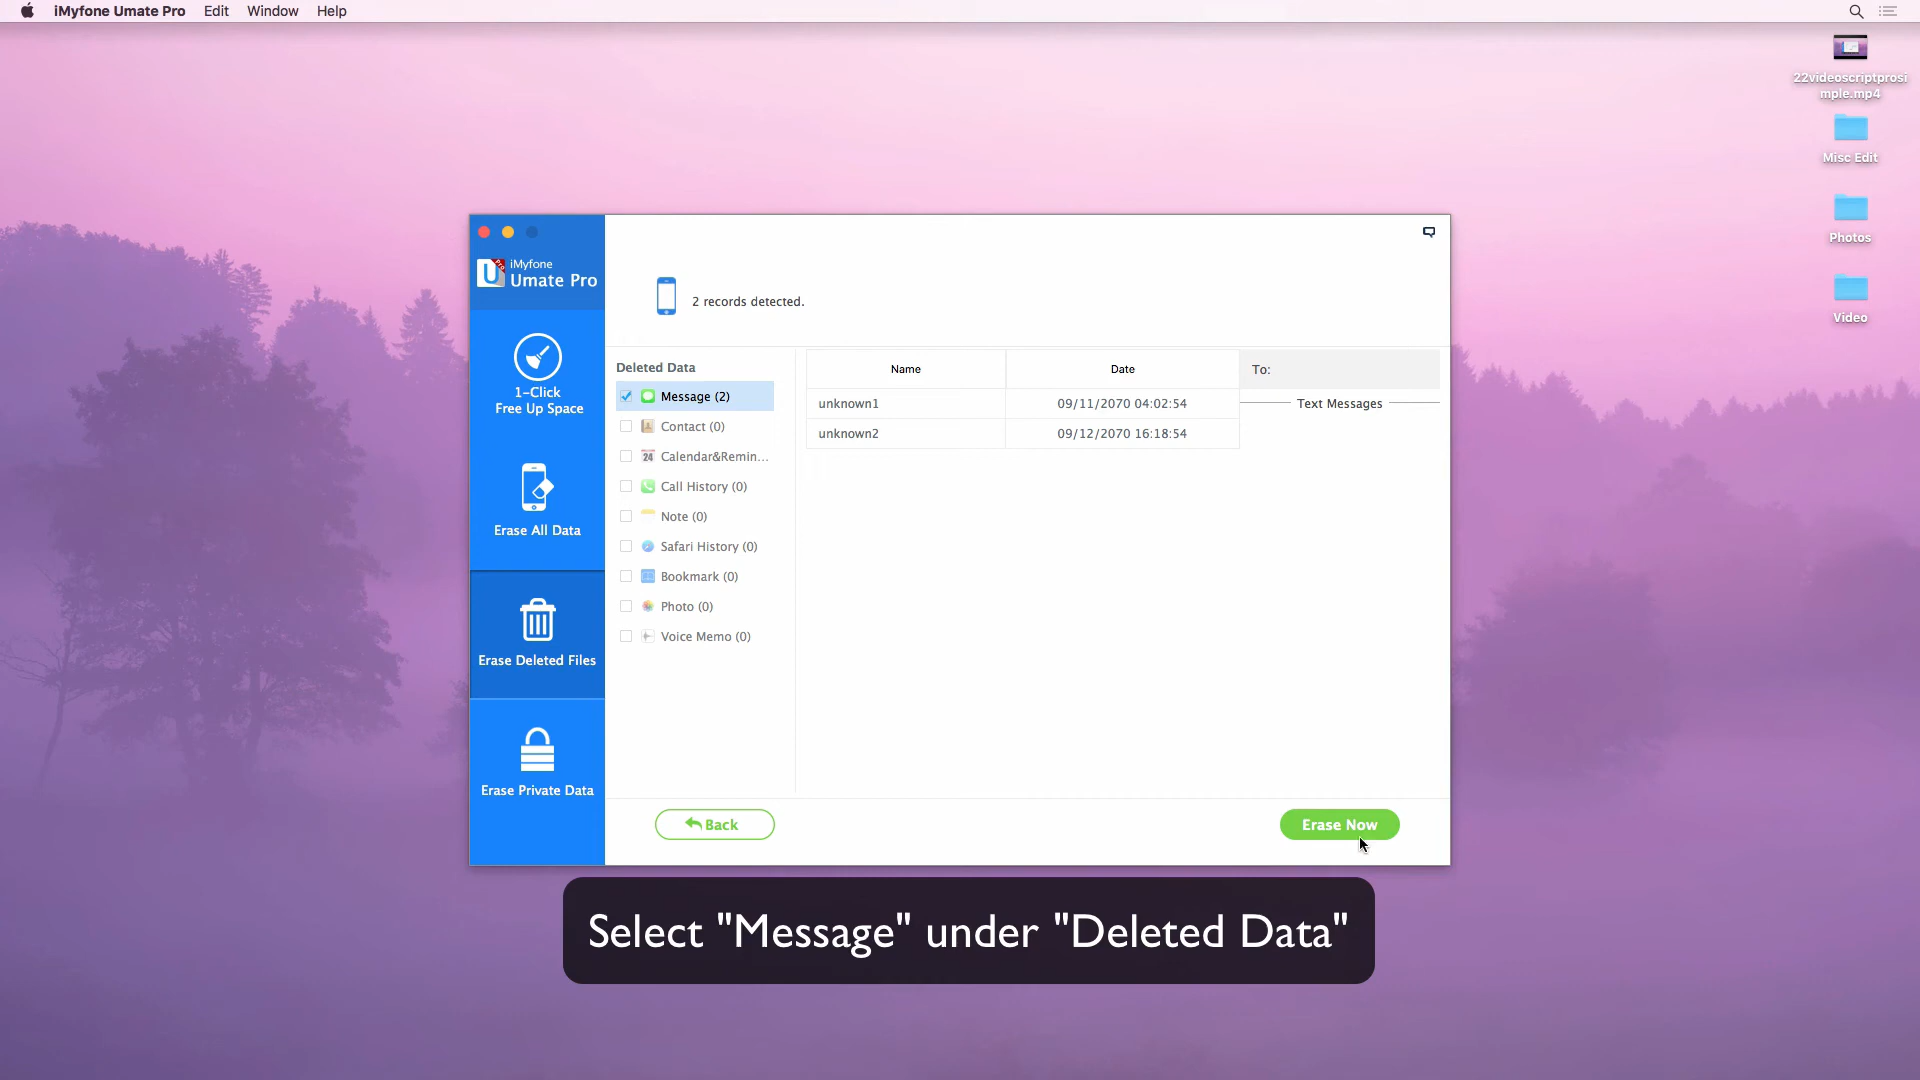 iMyfone Umate Pro Edit Window Help
22videoscriptprosi
mple.mp4
Misc Edit
Photos
Video
iMyfone
Umate Pro
1-Click
Free Up Space
Erase All Data
Erase Deleted Files
Erase Private Data
2 records detected.
Deleted Data
Message (2)
Contact (0)
24 Calendar&Remin...
Call History (0)
Note (0)
Safari History (0)
Bookmark (0)
Photo (0)
Voice Memo (0)
Name Date To:
unknown1 09/11/2070 04:02:54 Text Messages
unknown2 09/12/2070 16:18:54
Back
Erase Now
Select "Message" under "Deleted Data"